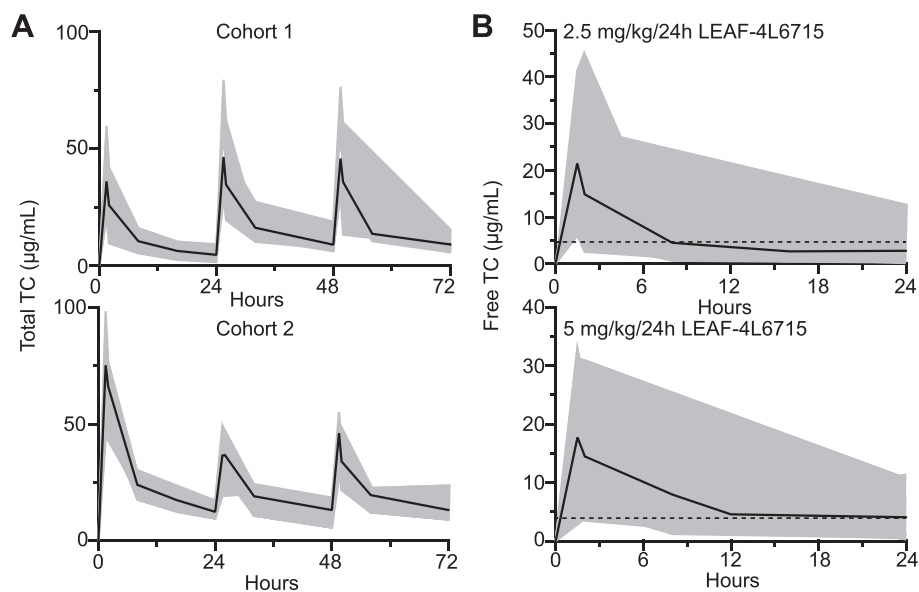 A
Cohort 1
100
50
0
0
24
48
72
Hours
Total TC (µg/mL)
Cohort 2
100
50
0
0
24
48
72
Hours
B
2.5 mg/kg/24h LEAF-4L6715
50
40
30
20
10
0
0
6
12
18
24
Hours
Free TC (µg/mL)
5 mg/kg/24h LEAF-4L6715
40
30
20
10
0
0
6
12
18
24
Hours